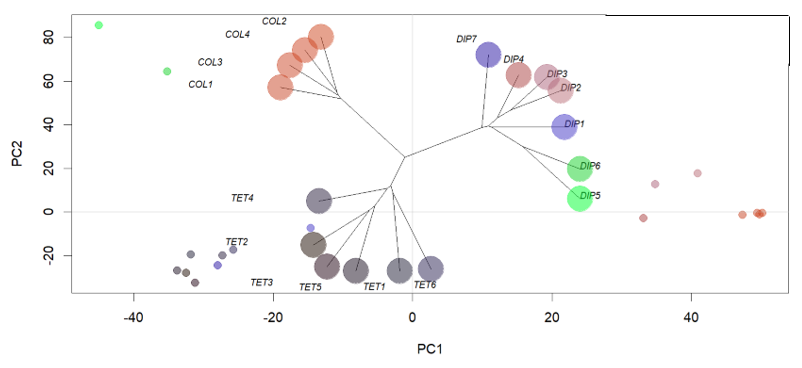 COL2
COL4
COL3
COL1
DIP7
DIP4
DIP3
DIP2
DIP1
DIP6
DIP5
TET4
TET2
TET3
TET5
TET1
TET6
80
60
40
20
0
20
PC2
-40
-20
0
20
40
PC1